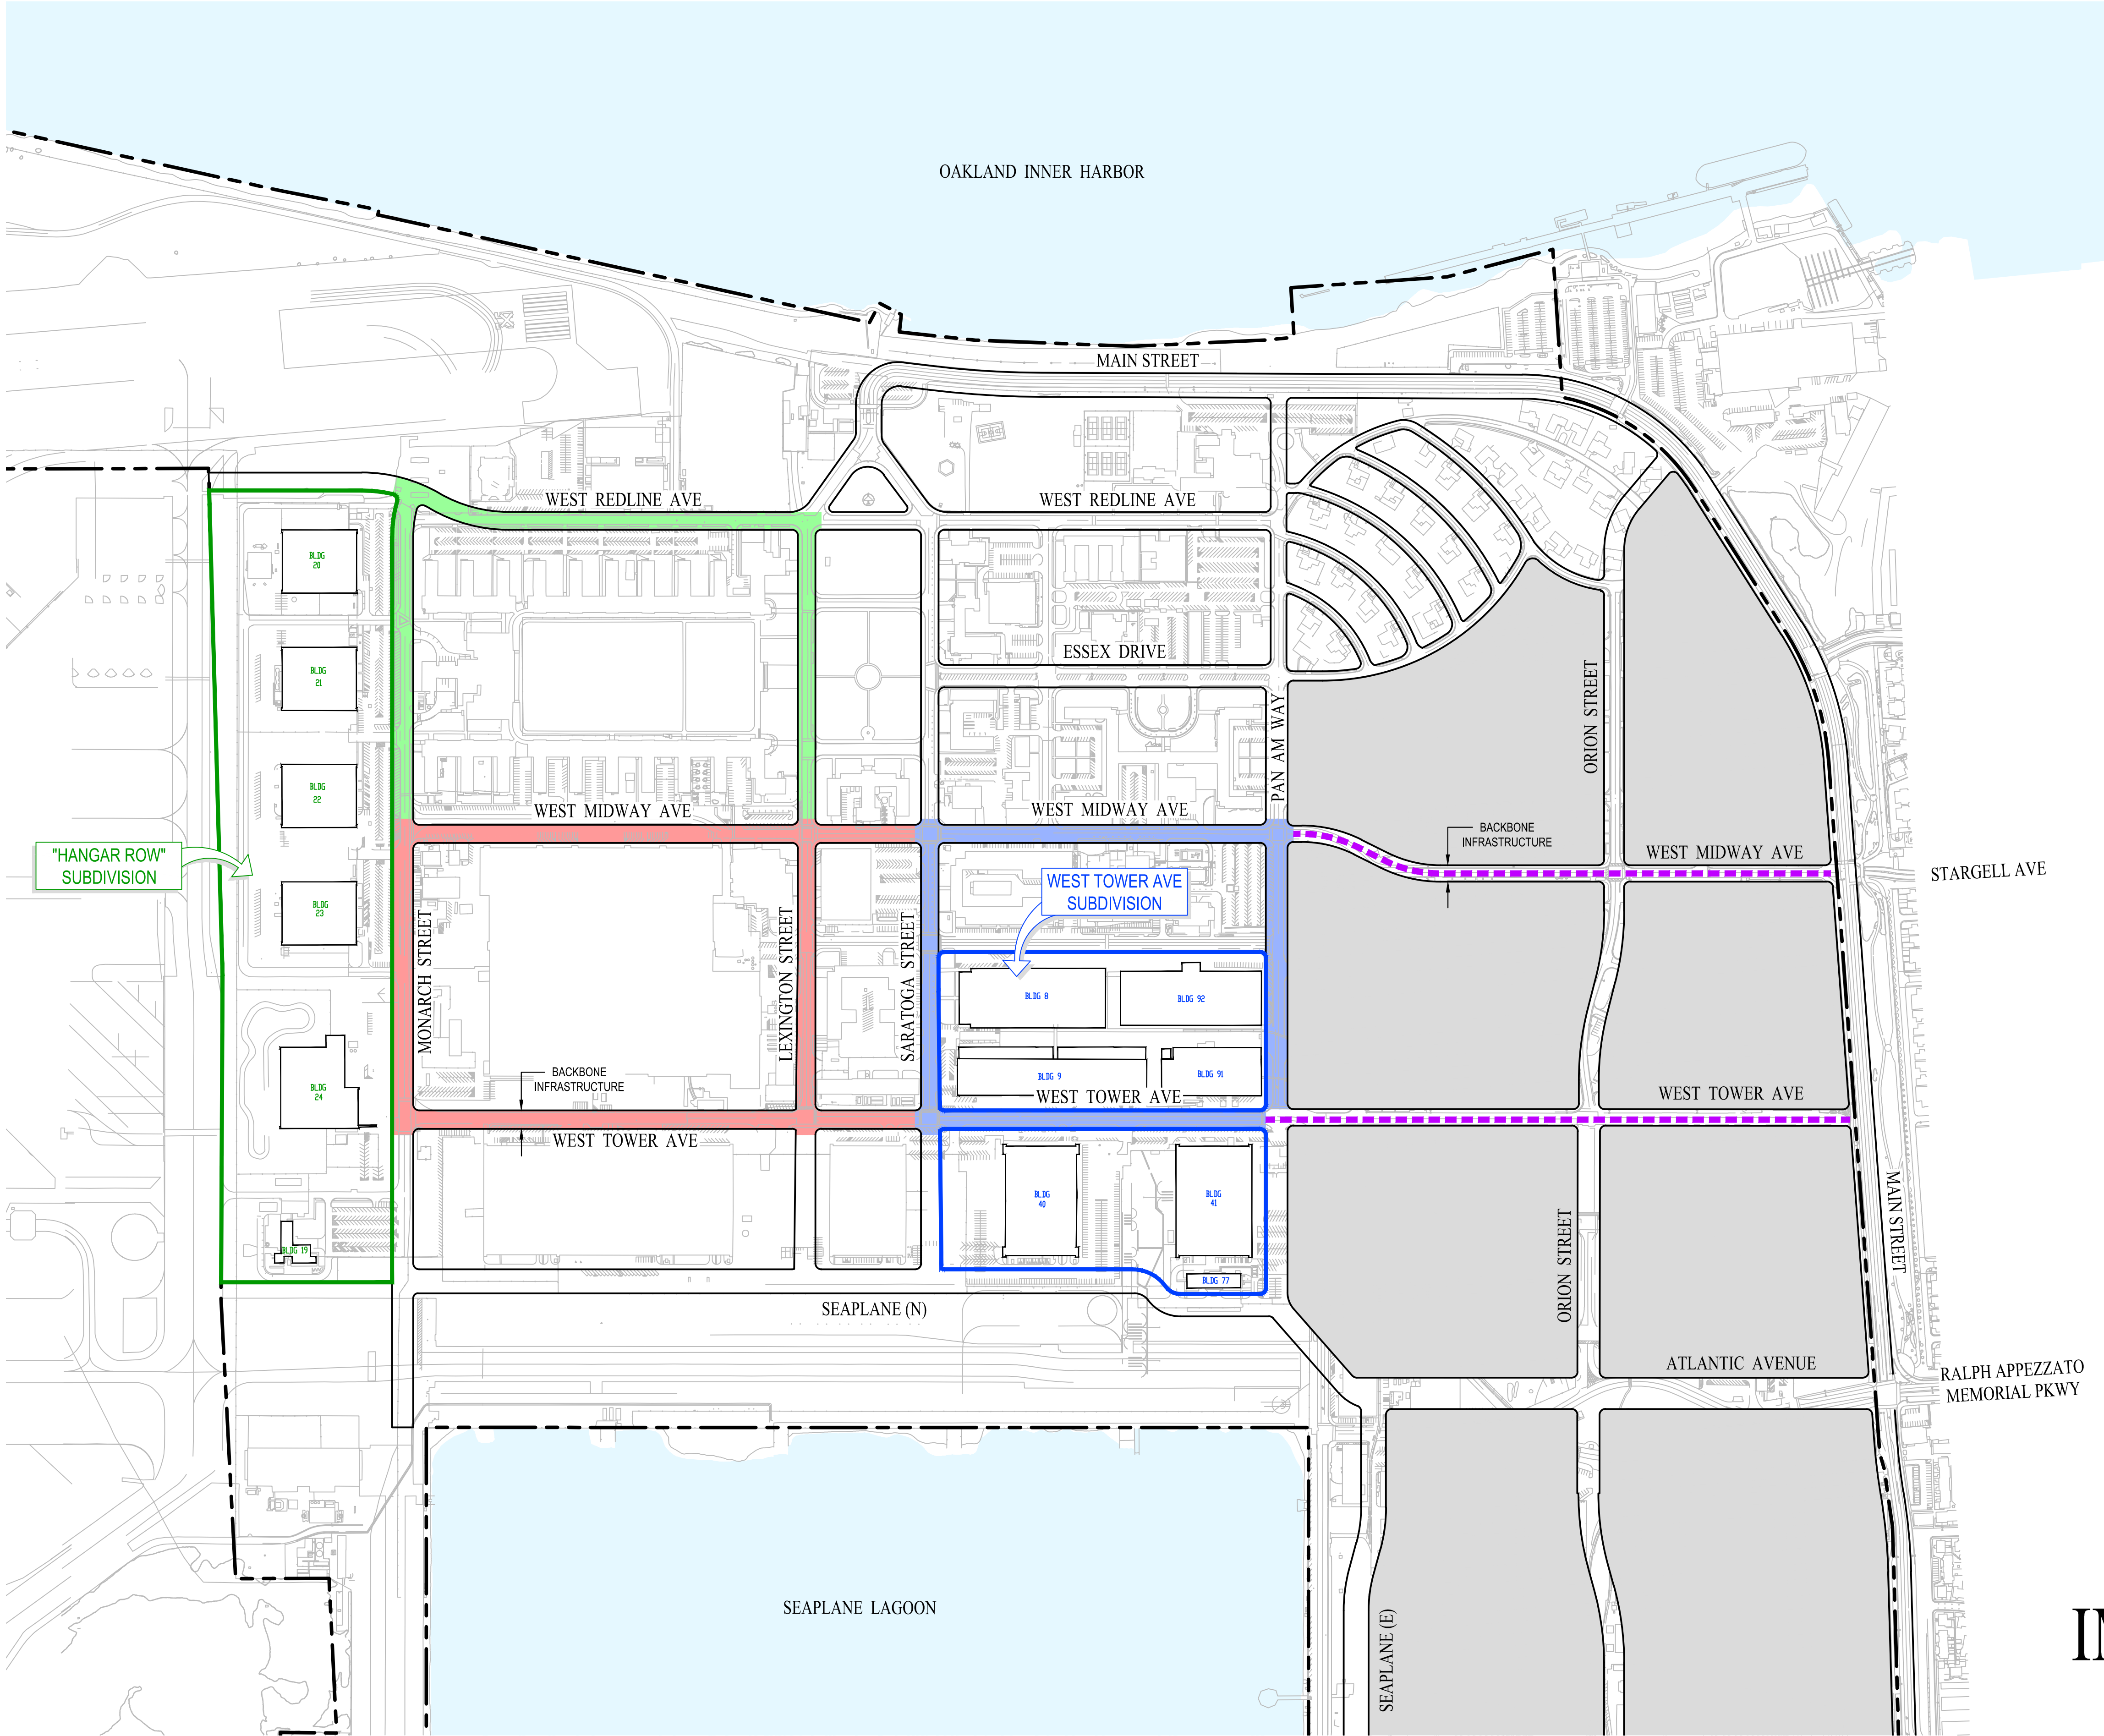 OAKLAND INNER HARBOR
MAIN STREET
WEST REDLINE AVE
WEST REDLINE AVE
BLDG
20
ESSEX DRIVE
BLDG
21
ORION STREET
PAN AM WAY
BLDG
22
WEST MIDWAY AVE
WEST MIDWAY AVE
BACKBONE
INFRASTRUCTURE
WEST MIDWAY AVE
"HANGAR ROW"
SUBDIVISION
STARGELL AVE
WEST TOWER AVE
SUBDIVISION
BLDG
23
MONARCH STREET
LEXINGTON STREET
SARATOGA STREET
BLDG 8
BLDG 92
BACKBONE
INFRASTRUCTURE
BLDG 9
BLDG 91
BLDG
24
WEST TOWER AVE
WEST TOWER AVE
WEST TOWER AVE
BLDG
40
BLDG
41
MAIN STREET
BLDG 19
ORION STREET
BLDG 77
SEAPLANE (N)
ATLANTIC AVENUE
RALPH APPEZZATO
MEMORIAL PKWY
SEAPLANE LAGOON
SEAPLANE (E)